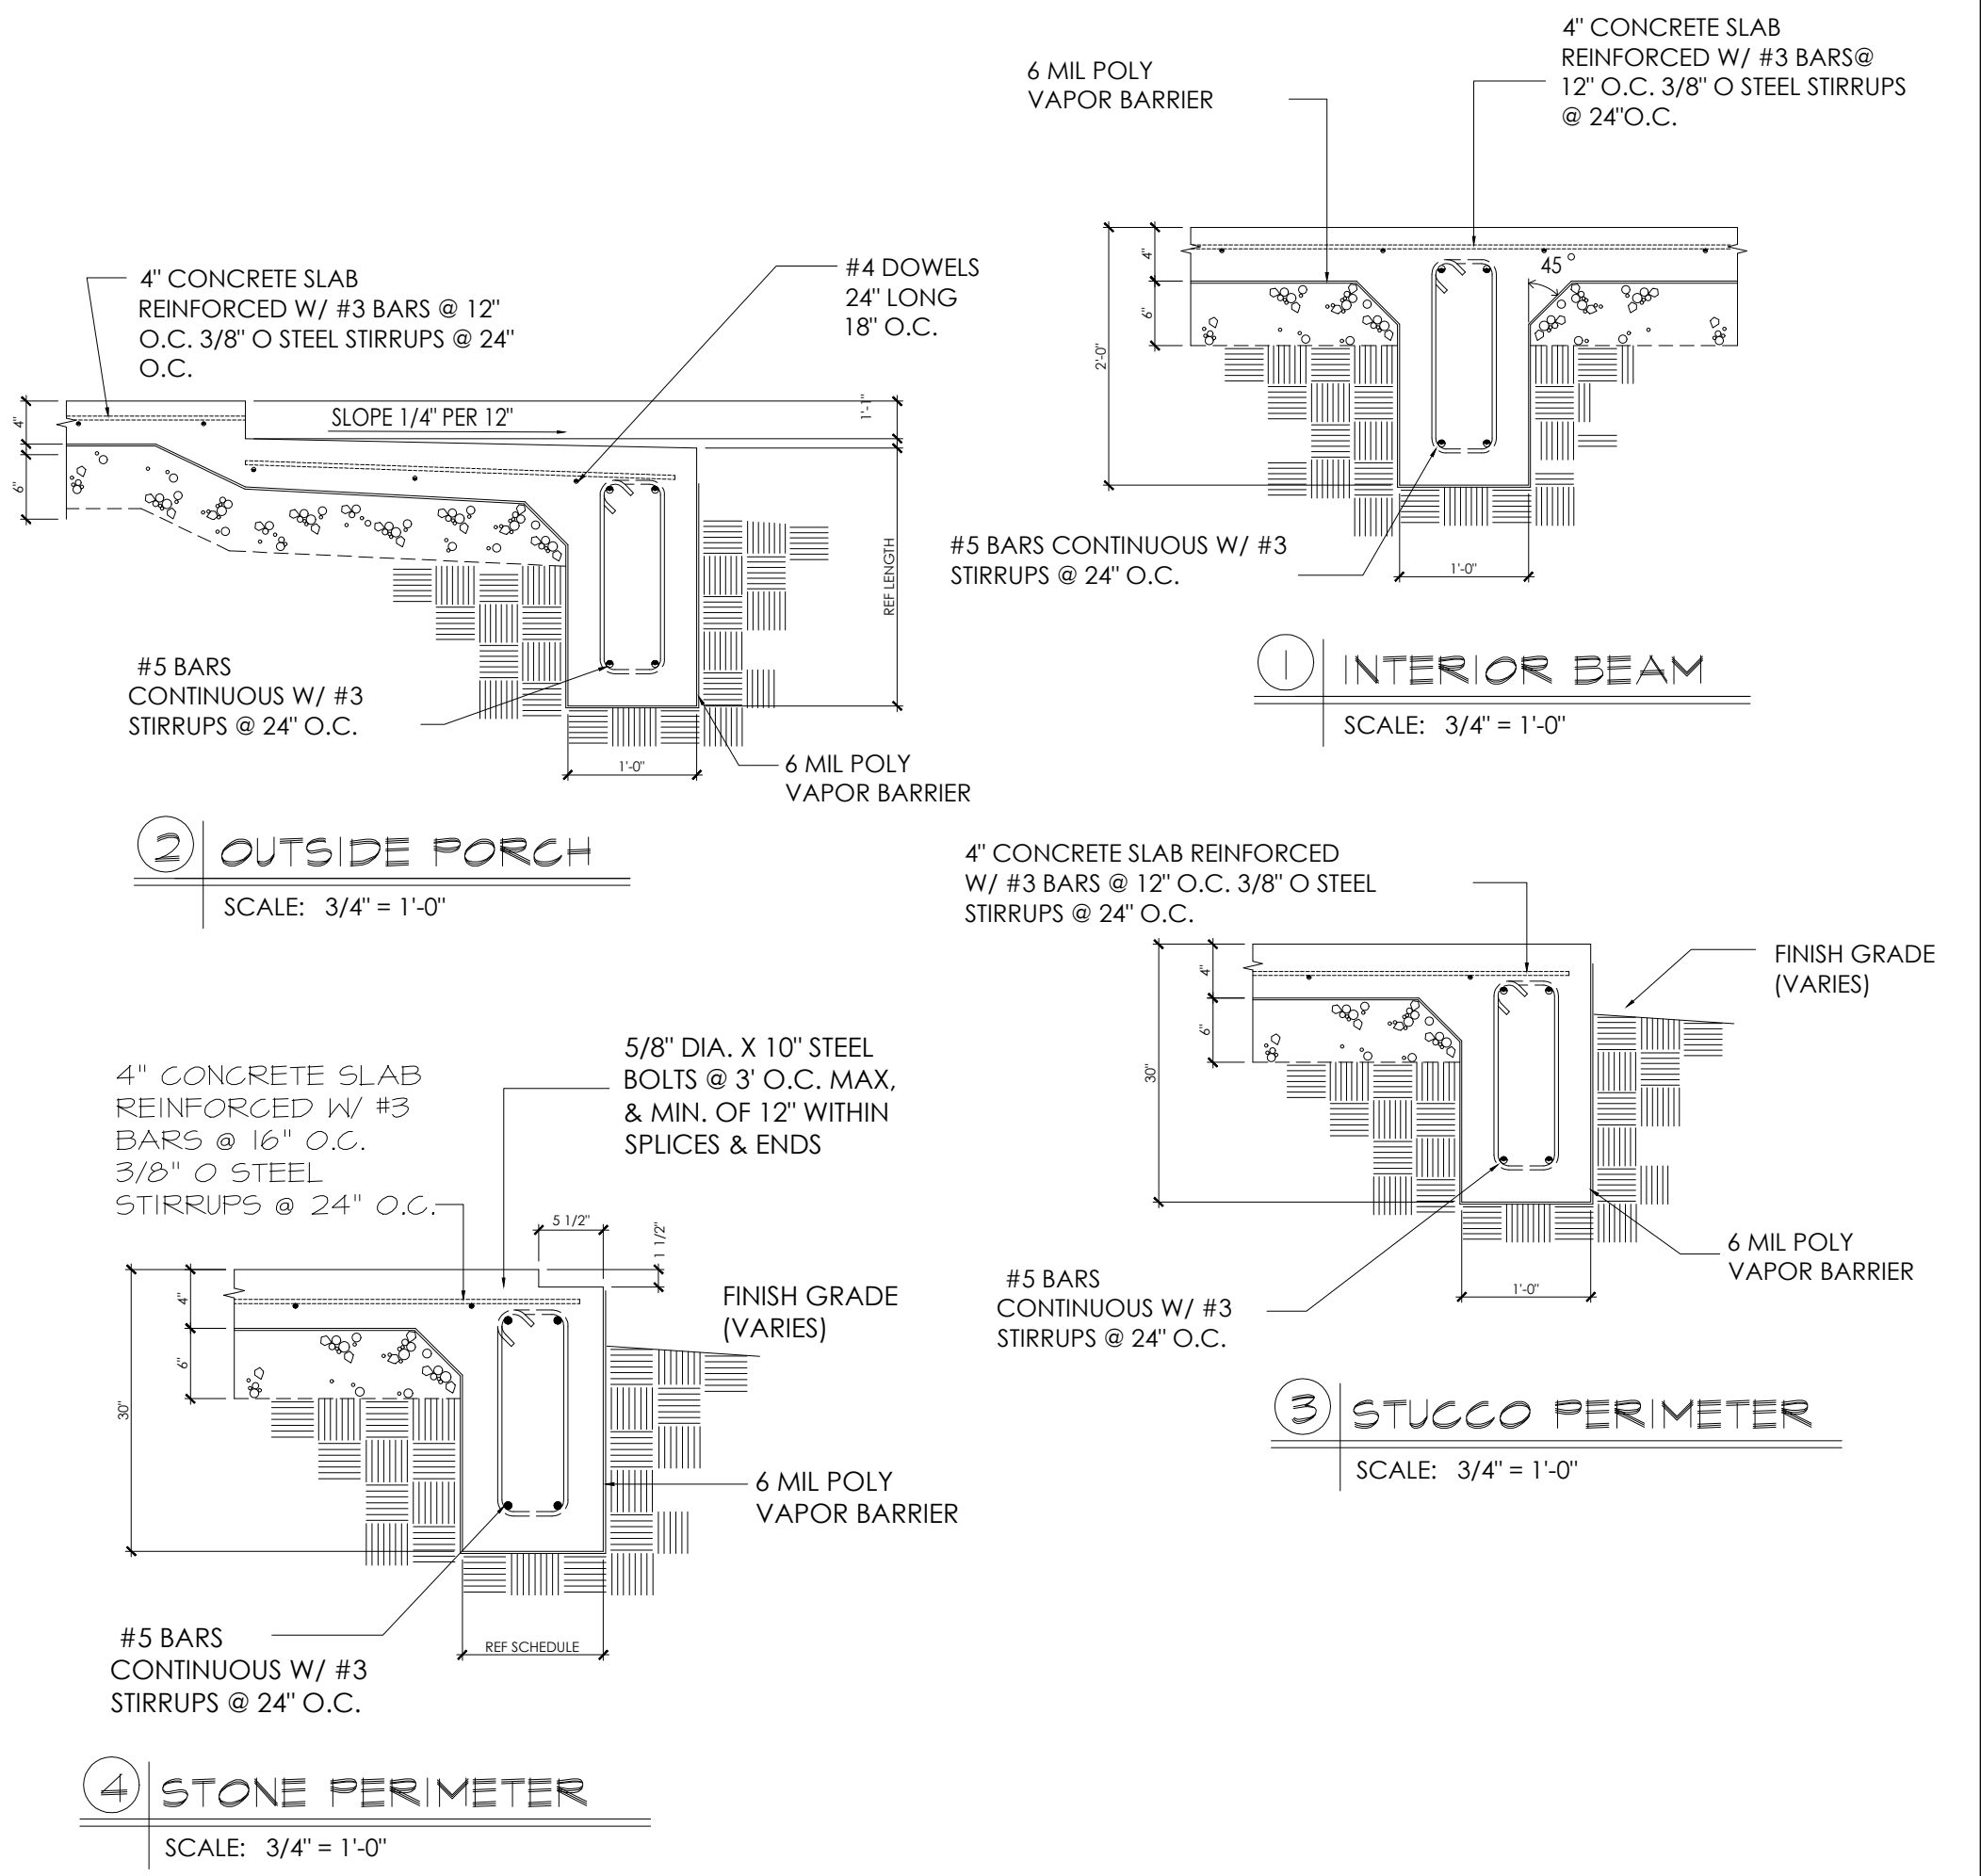 6 MIL POLY
VAPOR BARRIER
4" CONCRETE SLAB
REINFORCED W/ #3 BARS@
12" O.C. 3/8" O STEEL STIRRUPS
@ 24"O.C.
4"
6"
2'-0"
45°
#5 BARS CONTINUOUS W/ #3
STIRRUPS @ 24" O.C.
1'-0"
1 INTERIOR BEAM
SCALE: 3/4" = 1'-0"
4" CONCRETE SLAB
REINFORCED W/ #3 BARS @ 12"
O.C. 3/8" O STEEL STIRRUPS @ 24"
O.C.
#4 DOWELS
24" LONG
18" O.C.
SLOPE 1/4" PER 12"
1'-1"
4"
6"
REF LENGTH
#5 BARS
CONTINUOUS W/ #3
STIRRUPS @ 24" O.C.
1'-0"
6 MIL POLY
VAPOR BARRIER
2 OUTSIDE PORCH
SCALE: 3/4" = 1'-0"
4" CONCRETE SLAB REINFORCED
W/ #3 BARS @ 12" O.C. 3/8" O STEEL
STIRRUPS @ 24" O.C.
FINISH GRADE
(VARIES)
4"
6"
30"
6 MIL POLY
VAPOR BARRIER
#5 BARS
CONTINUOUS W/ #3
STIRRUPS @ 24" O.C.
1'-0"
3 STUCCO PERIMETER
SCALE: 3/4" = 1'-0"
4" CONCRETE SLAB
REINFORCED W/ #3
BARS @ 16" O.C.
3/8" O STEEL
STIRRUPS @ 24" O.C.
5/8" DIA. X 10" STEEL
BOLTS @ 3' O.C. MAX,
& MIN. OF 12" WITHIN
SPLICES & ENDS
5 1/2"
1 1/2"
4"
6"
30"
FINISH GRADE
(VARIES)
6 MIL POLY
VAPOR BARRIER
#5 BARS
CONTINUOUS W/ #3
STIRRUPS @ 24" O.C.
REF SCHEDULE
4 STONE PERIMETER
SCALE: 3/4" = 1'-0"